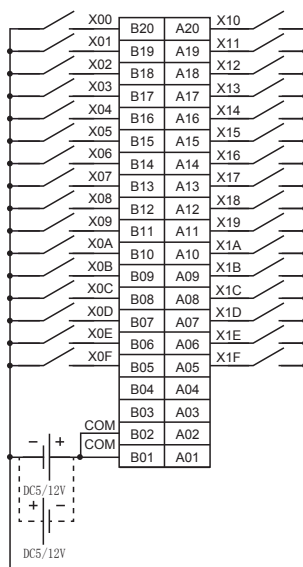 X00 B20 A20 X10
X01 B19 A19 X11
X02 B18 A18 X12
X03 B17 A17 X13
X04 B16 A16 X14
X05 B15 A15 X15
X06 B14 A14 X16
X07 B13 A13 X17
X08 B12 A12 X18
X09 B11 A11 X19
X0A B10 A10 X1A
X0B B09 A09 X1B
X0C B08 A08 X1C
X0D B07 A07 X1D
X0E B06 A06 X1E
X0F B05 A05 X1F
B04 A04
B03 A03
COM B02 A02
COM B01 A01
− +
DC5/12V
+ −
DC5/12V